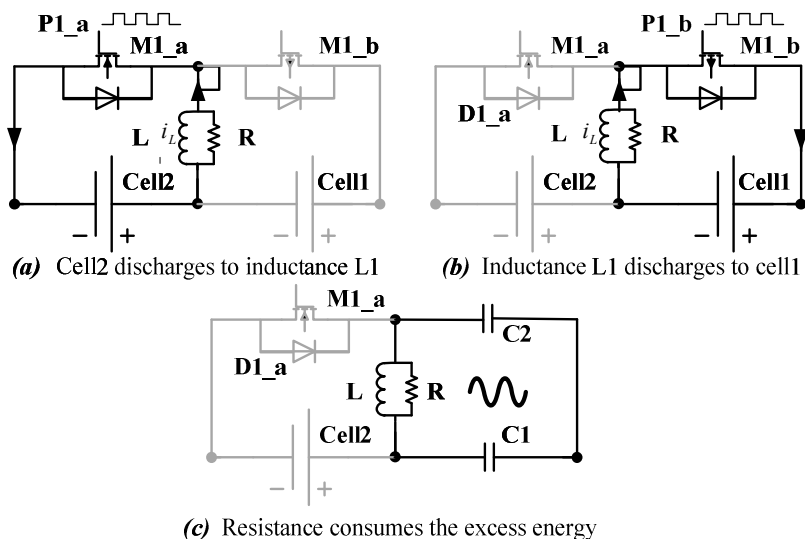 P1_a
M1_a
M1_b
L
i_L
R
Cell2
Cell1
− +
− +
(a) Cell2 discharges to inductance L1
P1_b
M1_a
M1_b
D1_a
L
i_L
R
Cell2
Cell1
− +
− +
(b) Inductance L1 discharges to cell1
M1_a
D1_a
C2
L
R
Cell2
C1
− +
(c) Resistance consumes the excess energy